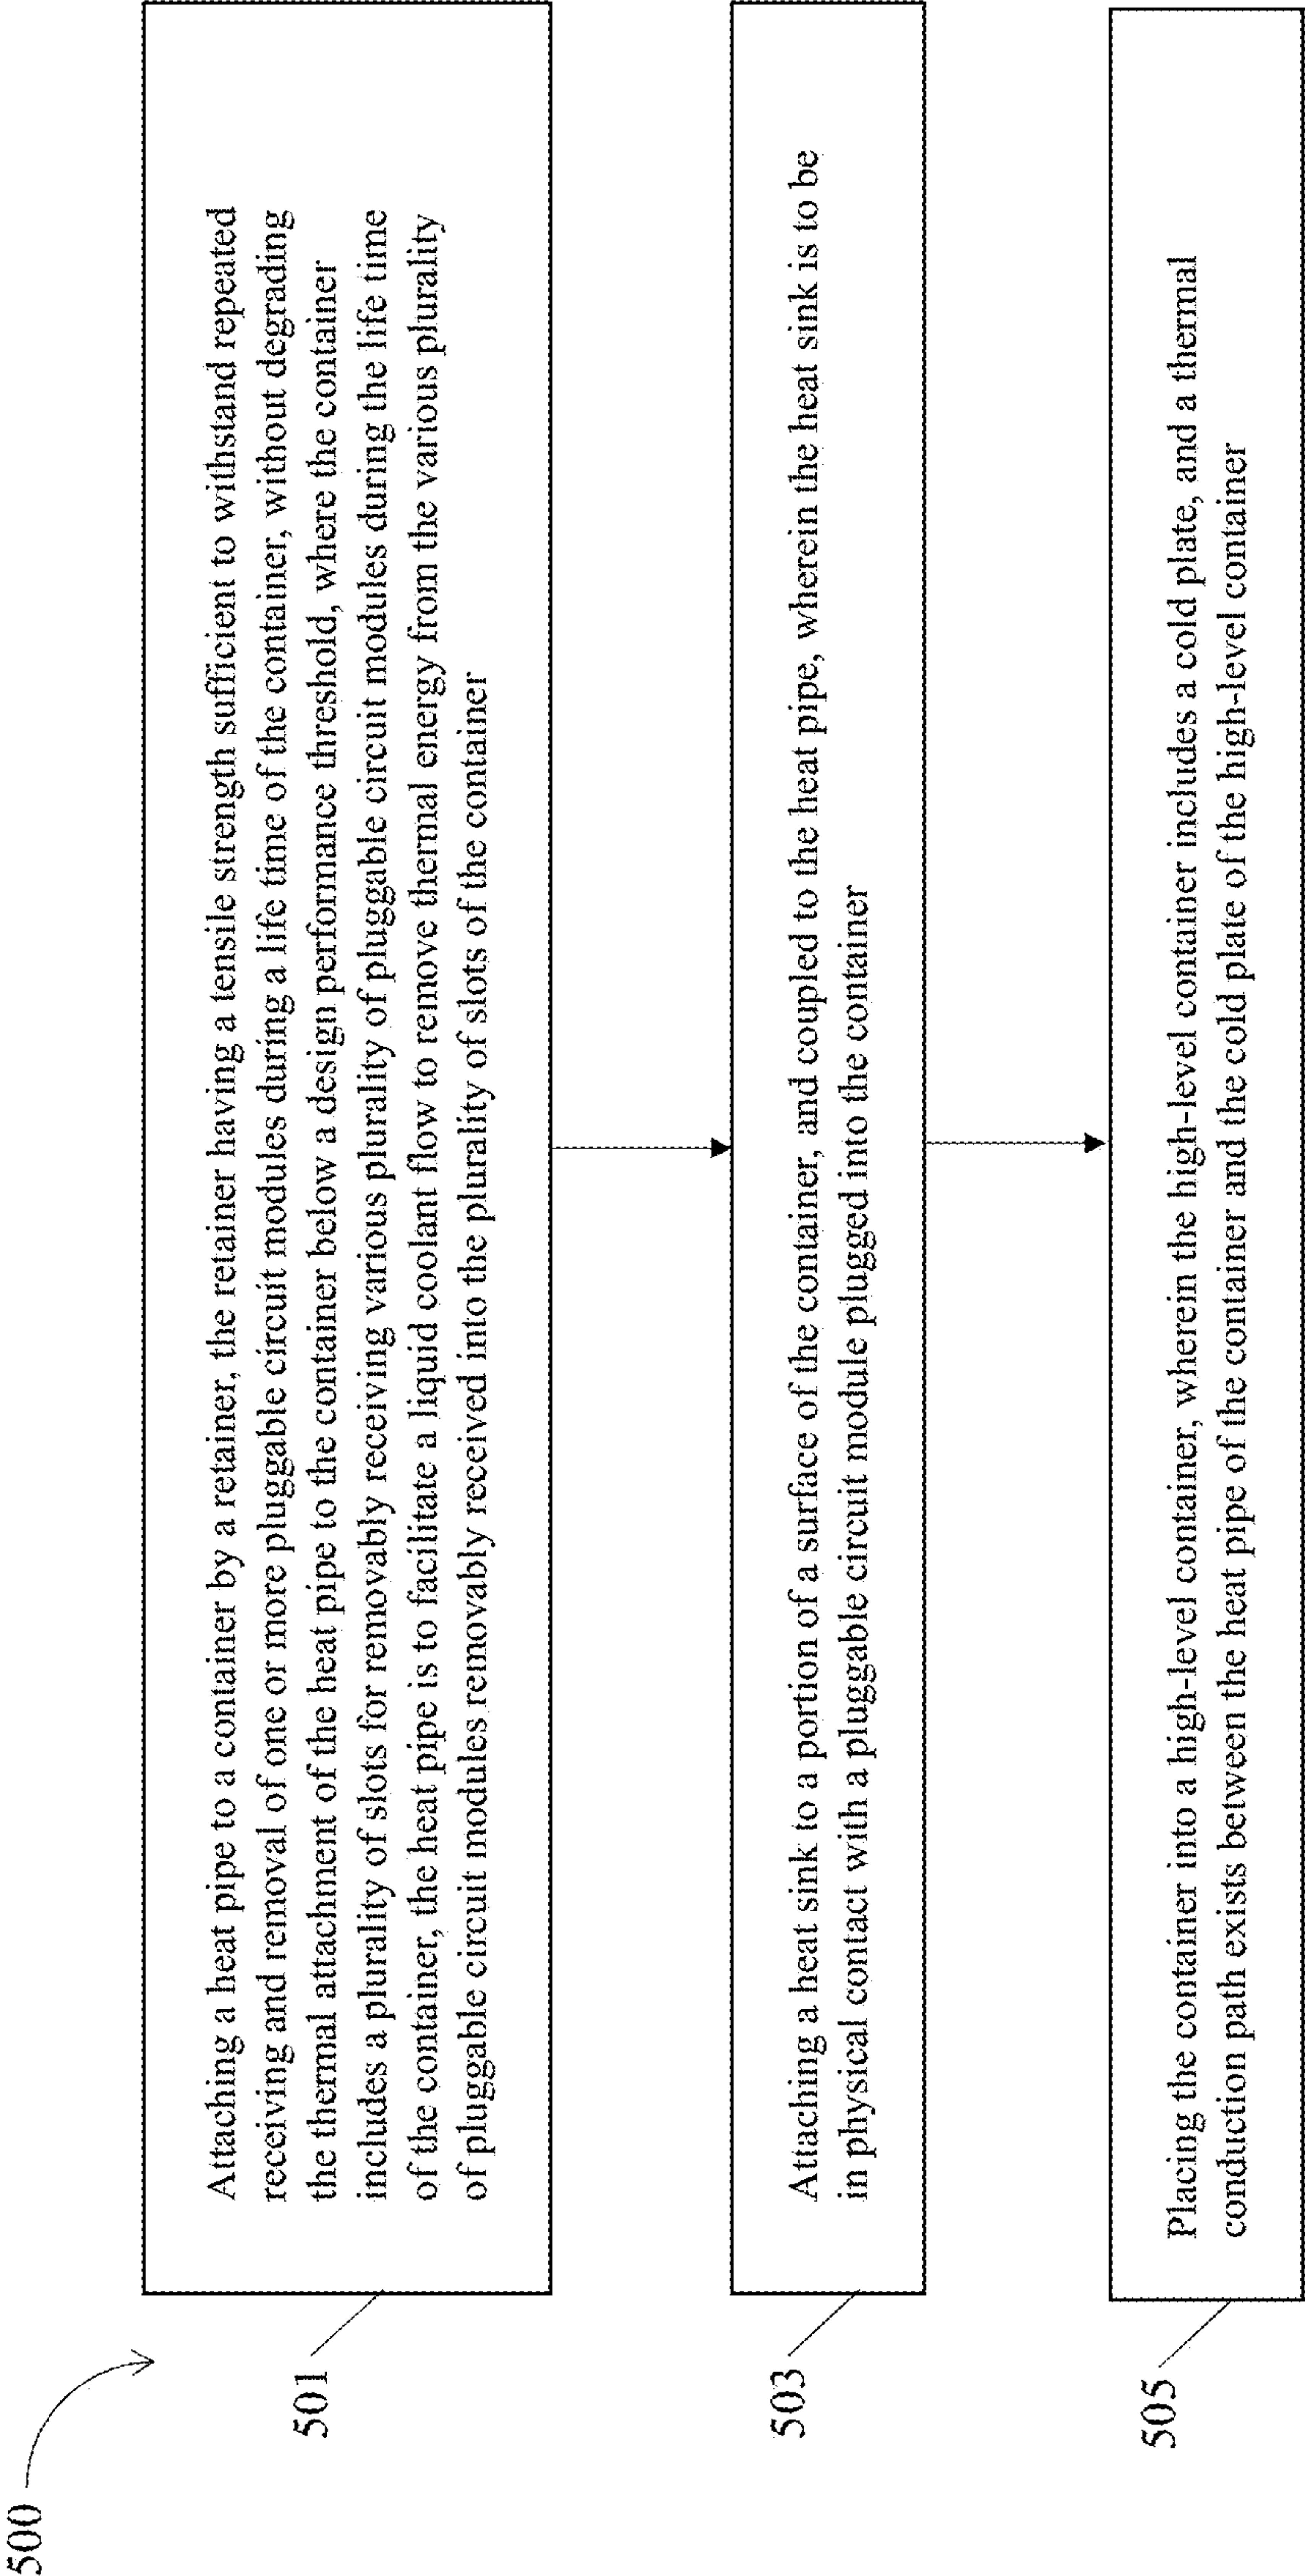 500
501
Attaching a heat pipe to a container by a retainer, the retainer having a tensile strength sufficient to withstand repeated
receiving and removal of one or more pluggable circuit modules during a life time of the container, without degrading
the thermal attachment of the heat pipe to the container below a design performance threshold, where the container
includes a plurality of slots for removably receiving various plurality of pluggable circuit modules during the life time
of the container, the heat pipe is to facilitate a liquid coolant flow to remove thermal energy from the various plurality
of pluggable circuit modules removably received into the plurality of slots of the container
503
Attaching a heat sink to a portion of a surface of the container, and coupled to the heat pipe, wherein the heat sink is to be
in physical contact with a pluggable circuit module plugged into the container
505
Placing the container into a high-level container, wherein the high-level container includes a cold plate, and a thermal
conduction path exists between the heat pipe of the container and the cold plate of the high-level container